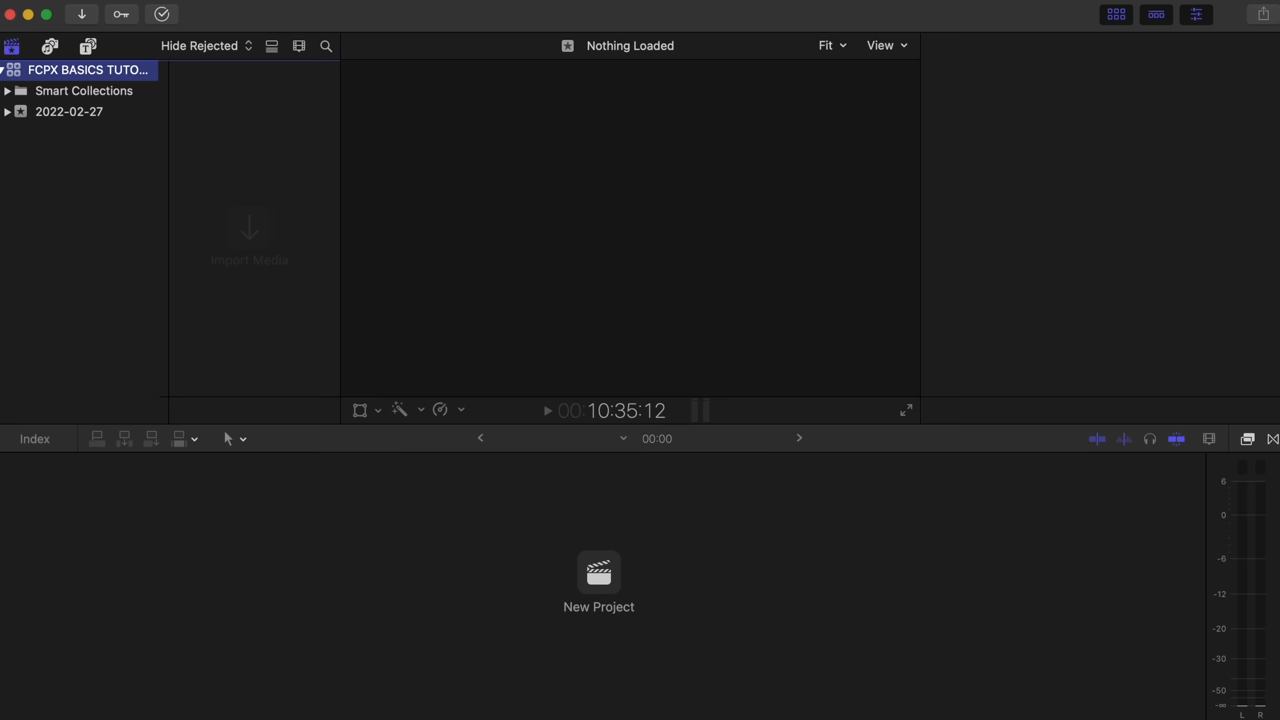 Hide Rejected
Nothing Loaded
Fit
View
FCPX BASICS TUTO...
Smart Collections
2022-02-27
Import Media
00:10:35:12
Index
00:00
New Project
6
0
-6
-12
-20
-30
-50
-∞
L R